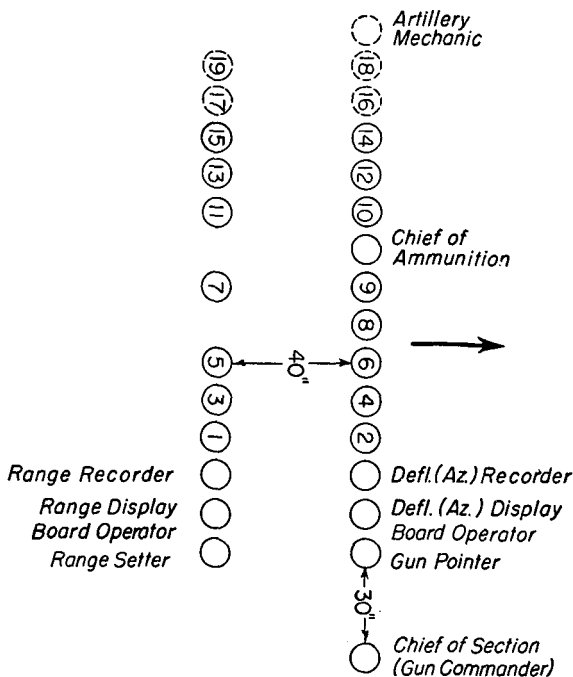 Artillery
Mechanic
19
18
17
16
15
14
13
12
11
10
Chief of
Ammunition
7
9
8
5
40"
6
3
4
1
2
Range Recorder
Defl.(Az.) Recorder
Range Display
Board Operator
Defl. (Az.) Display
Board Operator
Range Setter
Gun Pointer
30"
Chief of Section
(Gun Commander)